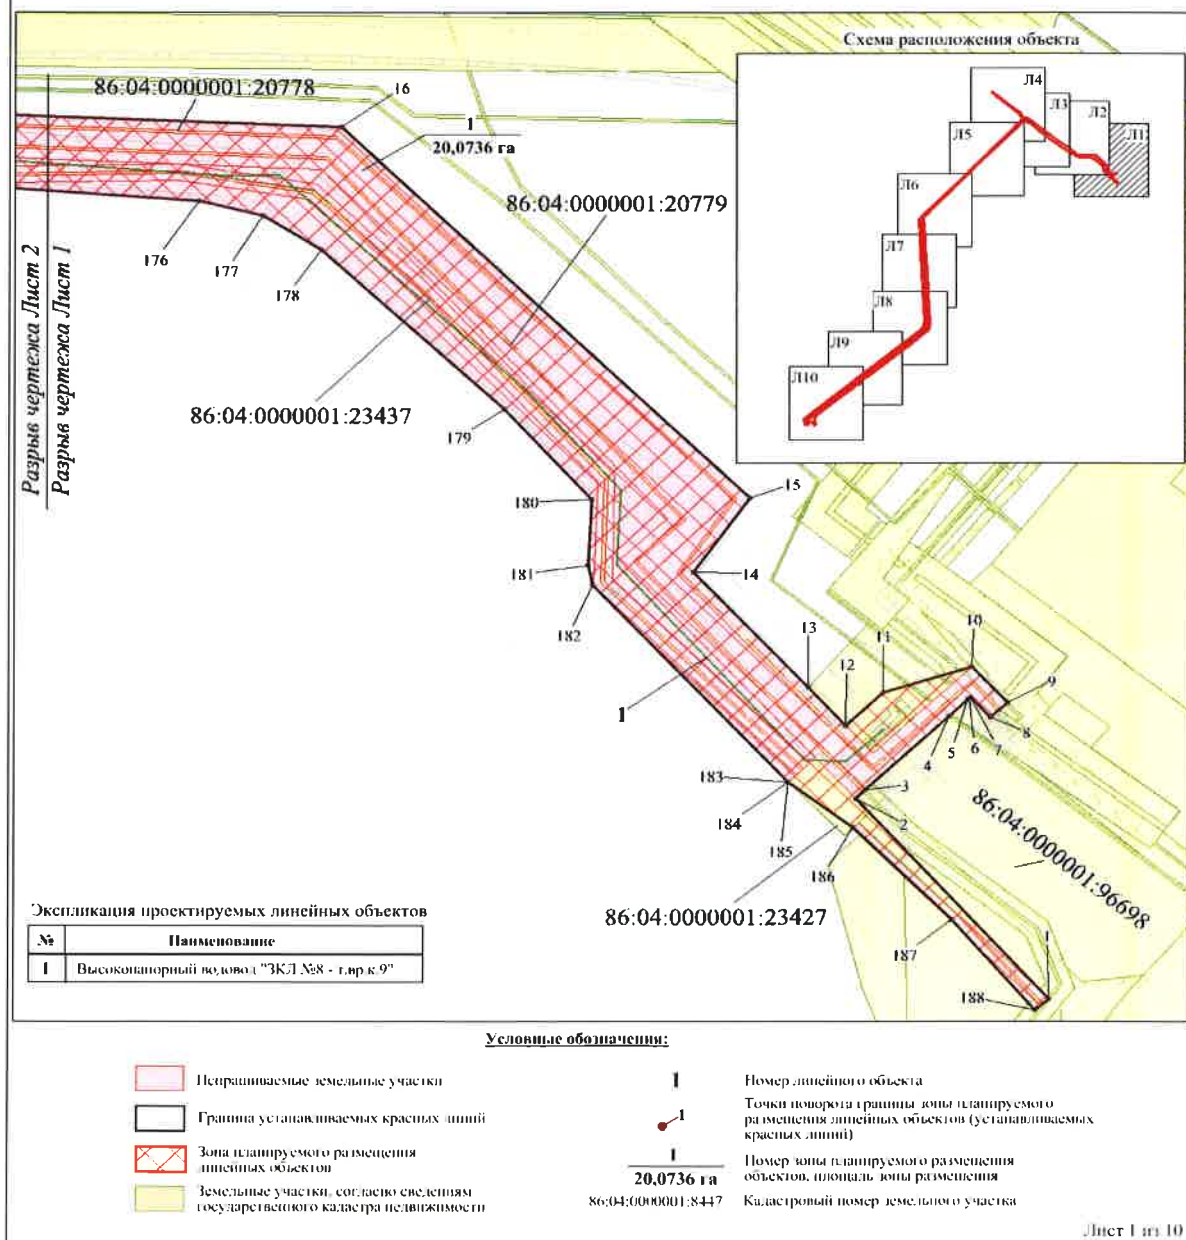 Схема расположения объекта
Л4
Л3
Л2
Л1
Л5
Л6
Л7
Л8
Л9
Л10
86:04:0000001:20778
16
1
20,0736 га
86:04:0000001:20779
Разрыв чертежа Лист 2
Разрыв чертежа Лист 1
176
177
178
86:04:0000001:23437
179
180
15
181
14
182
13
11
10
12
9
8
7
6
5
4
1
3
2
183
184
185
186
86:04:0000001:96698
86:04:0000001:23427
187
1
188
Экспликация проектируемых линейных объектов
№ Наименование
1 Высоконапорный водовод "ЗКЛ №8 - т.вр.к.9"
Условные обозначения:
Испрашиваемые земельные участки
Граница устанавливаемых красных линий
Зона планируемого размещения
линейных объектов
Земельные участки, согласно сведениям
государственного кадастра недвижимости
1 Номер линейного объекта
1 Точки поворота границы зоны планируемого
размещения линейных объектов (устанавливаемых
красных линий)
1
20,0736 га
Номер зоны планируемого размещения
объектов, площадь зоны размещения
86:04:0000001:8447 Кадастровый номер земельного участка
Лист 1 из 10